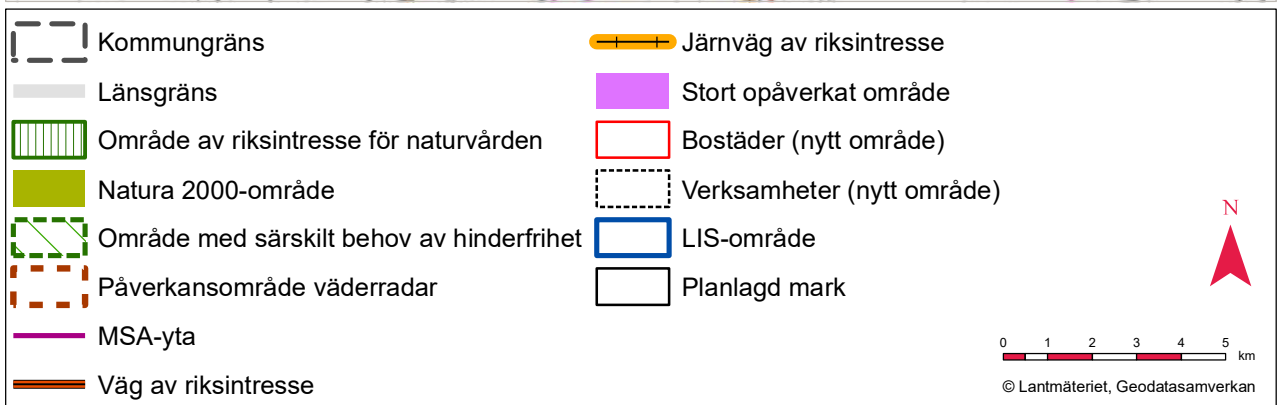 Kommungräns
Länsgräns
Område av riksintresse för naturvården
Natura 2000-område
Område med särskilt behov av hinderfrihet
Påverkansområde väderradar
MSA-yta
Väg av riksintresse
Järnväg av riksintresse
Stort opåverkat område
Bostäder (nytt område)
Verksamheter (nytt område)
LIS-område
Planlagd mark
N
0 1 2 3 4 5
km
© Lantmäteriet, Geodatasamverkan